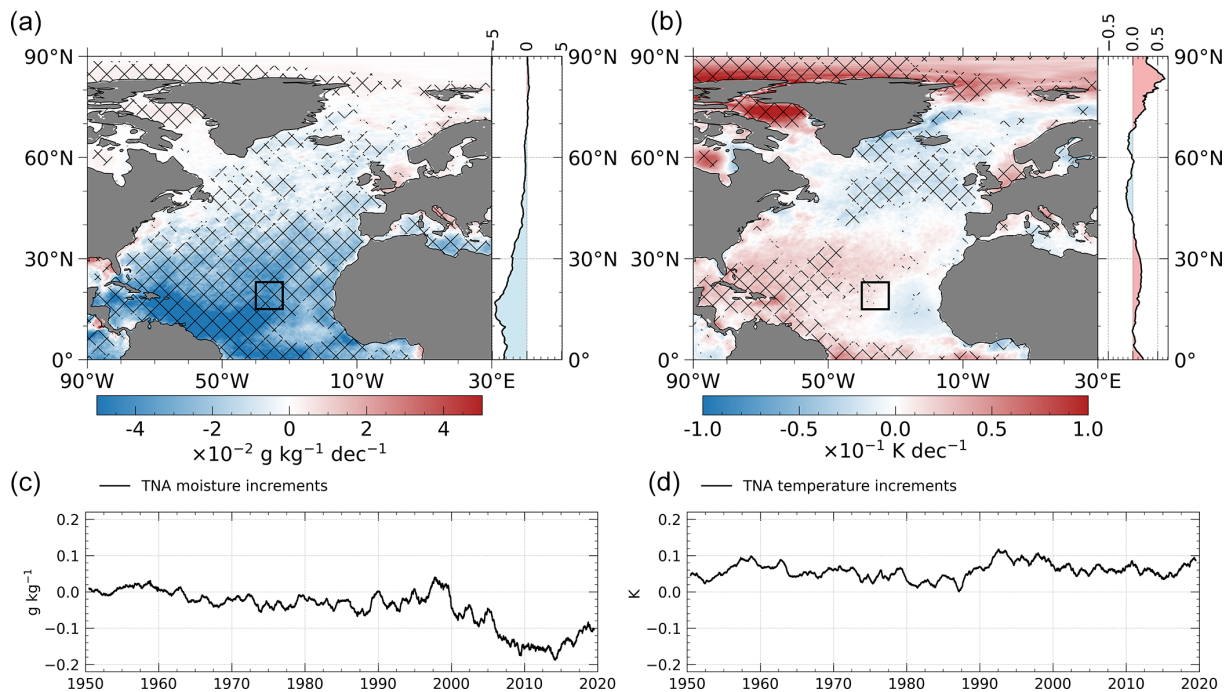 (a)
−5
0
5
90°N
90°N
60°N
60°N
30°N
30°N
0°
0°
90°W
50°W
10°W
30°E
−4
−2
0
2
4
×10⁻² g kg⁻¹ dec⁻¹
(b)
−0.5
0.0
0.5
90°N
90°N
60°N
60°N
30°N
30°N
0°
0°
90°W
50°W
10°W
30°E
-1.0
-0.5
0.0
0.5
1.0
×10⁻¹ K dec⁻¹
(c)
TNA moisture increments
0.2
0.1
0.0
−0.1
−0.2
g kg⁻¹
1950 1960 1970 1980 1990 2000 2010 2020
(d)
TNA temperature increments
0.2
0.1
0.0
−0.1
−0.2
K
1950 1960 1970 1980 1990 2000 2010 2020